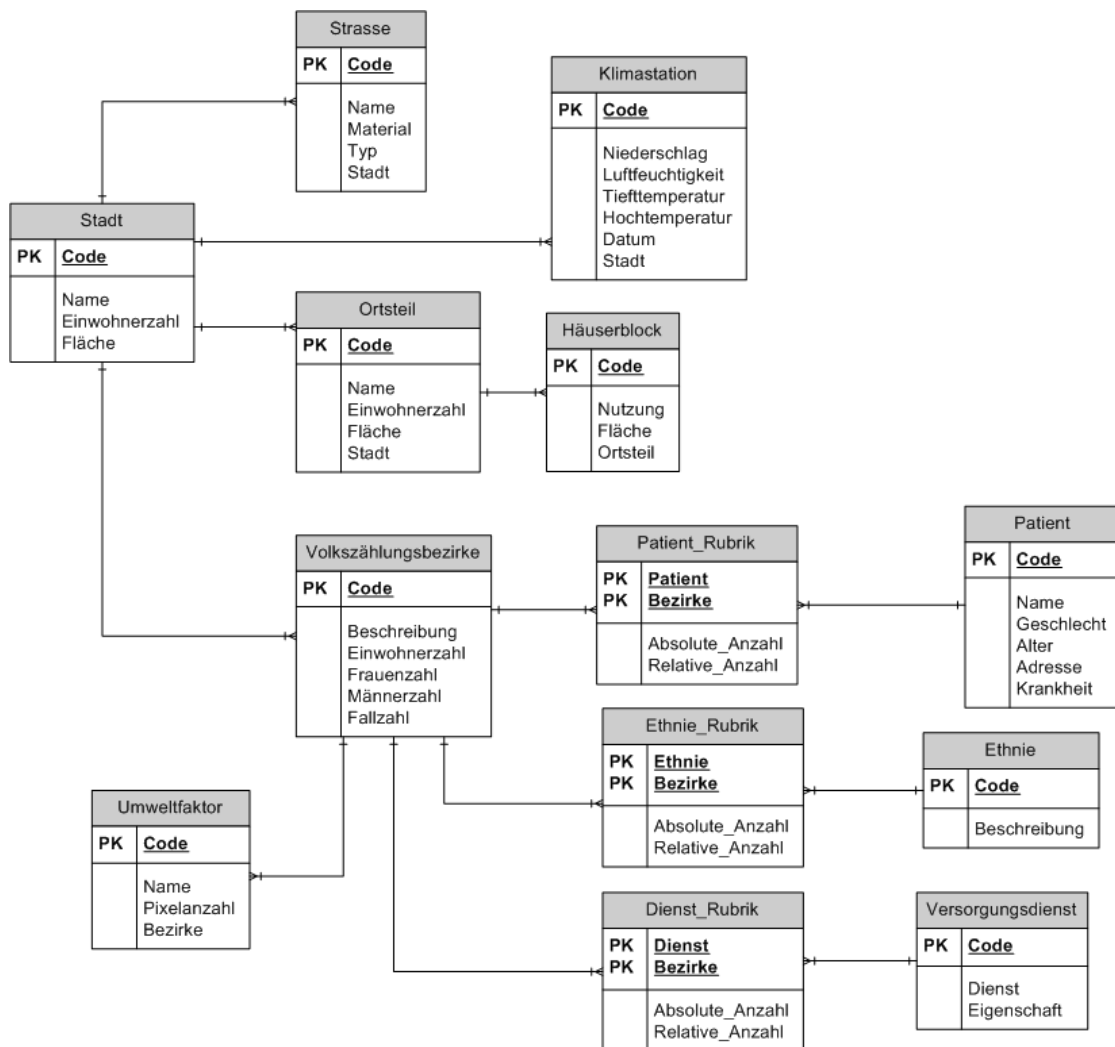 Strasse
PK Code
Name
Material
Typ
Stadt
Klimastation
PK Code
Niederschlag
Luftfeuchtigkeit
Tiefttemperatur
Hochtemperatur
Datum
Stadt
Stadt
PK Code
Name
Einwohnerzahl
Fläche
Ortsteil
PK Code
Name
Einwohnerzahl
Fläche
Stadt
Häuserblock
PK Code
Nutzung
Fläche
Ortsteil
Volkszählungsbezirke
PK Code
Beschreibung
Einwohnerzahl
Frauenzahl
Männerzahl
Fallzahl
Patient_Rubrik
PK Patient
PK Bezirke
Absolute_Anzahl
Relative_Anzahl
Patient
PK Code
Name
Geschlecht
Alter
Adresse
Krankheit
Ethnie_Rubrik
PK Ethnie
PK Bezirke
Absolute_Anzahl
Relative_Anzahl
Ethnie
PK Code
Beschreibung
Umweltfaktor
PK Code
Name
Pixelanzahl
Bezirke
Dienst_Rubrik
PK Dienst
PK Bezirke
Absolute_Anzahl
Relative_Anzahl
Versorgungsdienst
PK Code
Dienst
Eigenschaft